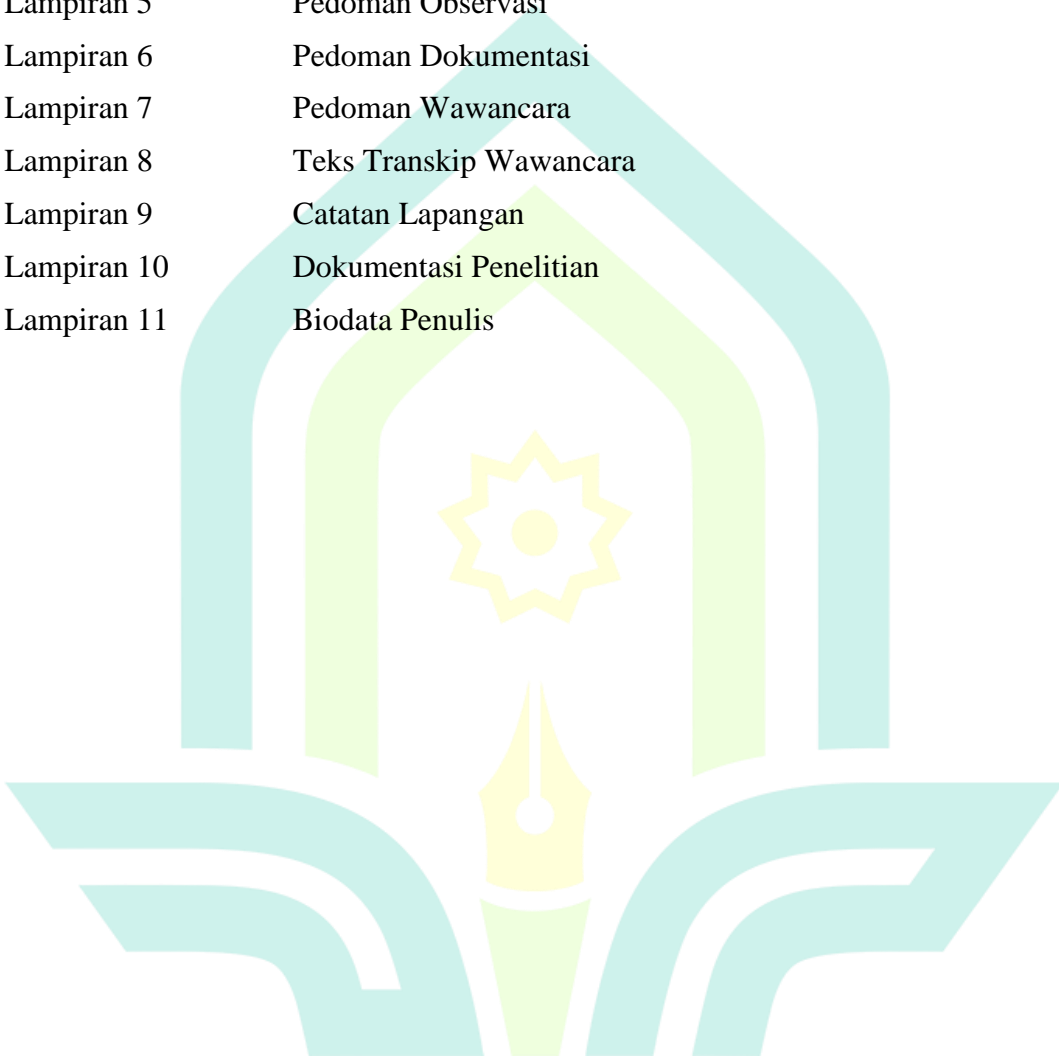 Lampiran 5 Pedoman Observasi
Lampiran 6 Pedoman Dokumentasi
Lampiran 7 Pedoman Wawancara
Lampiran 8 Teks Transkip Wawancara
Lampiran 9 Catatan Lapangan
Lampiran 10 Dokumentasi Penelitian
Lampiran 11 Biodata Penulis